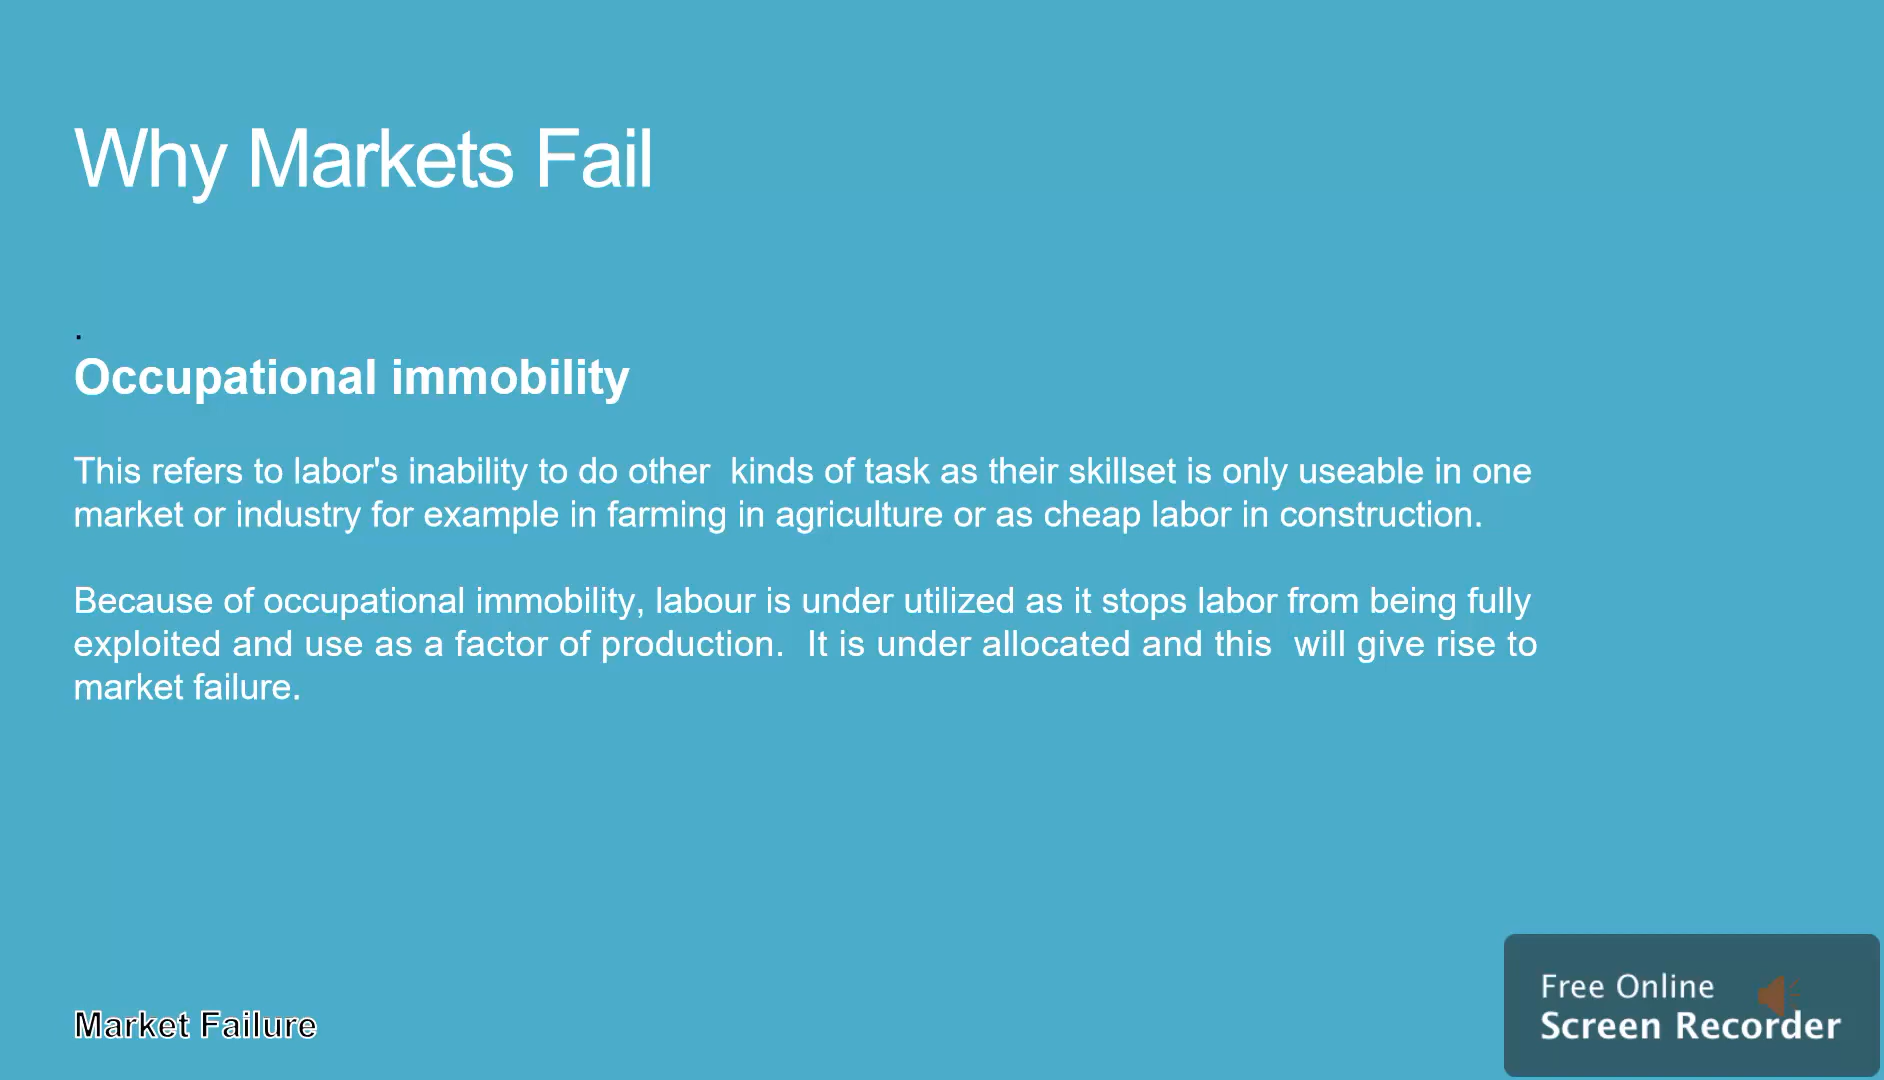 Why Markets Fail
.
Occupational immobility
This refers to labor's inability to do other  kinds of task as their skillset is only useable in one
market or industry for example in farming in agriculture or as cheap labor in construction.
Because of occupational immobility, labour is under utilized as it stops labor from being fully
exploited and use as a factor of production.  It is under allocated and this  will give rise to
market failure.
Market Failure
Free Online
Screen Recorder